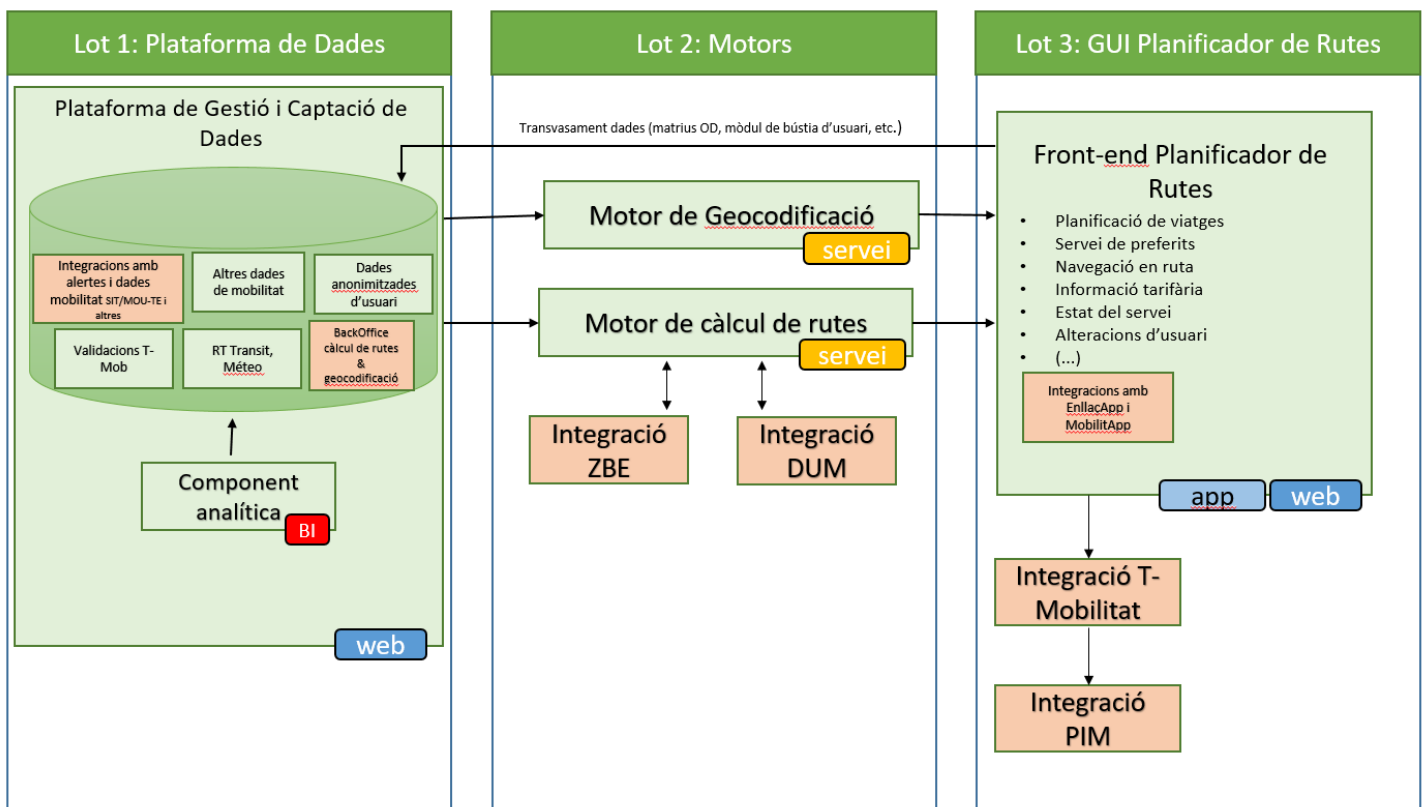 Lot 1: Plataforma de Dades
Plataforma de Gestió i Captació de
Dades
Integracions amb
alertes i dades
mobilitat SIT/MOU-TE i
altres
Altres dades
de mobilitat
Dades
anonimitzades
d'usuari
Validacions T-
Mob
RT Transit,
Méteo
BackOffice
càlcul de rutes
&
geocodificació
Component
analítica
BI
web
Lot 2: Motors
Transvasament dades (matrius OD, mòdul de bústia d'usuari, etc.)
Motor de Geocodificació
servei
Motor de càlcul de rutes
servei
Integració
ZBE
Integració
DUM
Lot 3: GUI Planificador de Rutes
Front-end Planificador de
Rutes
• Planificació de viatges
• Servei de preferits
• Navegació en ruta
• Informació tarifària
• Estat del servei
• Alteracions d'usuari
• (...)
Integracions amb
EnllaçApp i
MobilitApp
app
web
Integració T-
Mobilitat
Integració
PIM